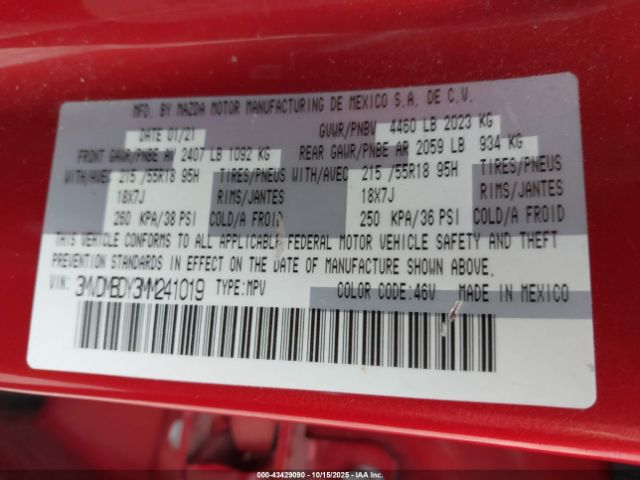 MFD. BY MAZDA MOTOR MANUFACTURING DE MEXICO S.A. DE C.V.
DATE 01/21 GVWR/PNBV 4460 LB 2023 KG
FRONT GAWR/PNBE AV 2407 LB 1092 KG REAR GAWR/PNBE AR 2059 LB 934 KG
WITH/AVEC 215 /55R18 95H TIRES/PNEUS WITH/AVEC 215 /55R18 95H TIRES/PNEUS
18X7J RIMS/JANTES 18X7J RIMS/JANTES
260 KPA/38 PSI COLD/A FROID 250 KPA/36 PSI COLD/A FROID
THIS VEHICLE CONFORMS TO ALL APPLICABLE FEDERAL MOTOR VEHICLE SAFETY AND THEFT
PREVENTION STANDARDS IN EFFECT ON THE DATE OF MANUFACTURE SHOWN ABOVE.
VIN: 3MVDMBDY3MM241019 TYPE:MPV COLOR CODE:46V MADE IN MEXICO
000-43429090 - 10/15/2025 - IAAI.COM